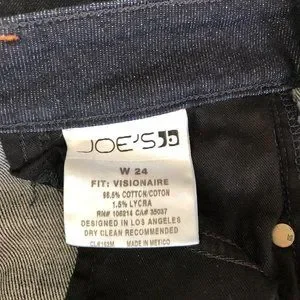 JOE'S
W 24
FIT: VISIONAIRE
98.5% COTTON/COTON
1.5% LYCRA
RN# 106214 CA# 35037
DESIGNED IN LOS ANGELES
DRY CLEAN RECOMMENDED
MADE IN MEXICO